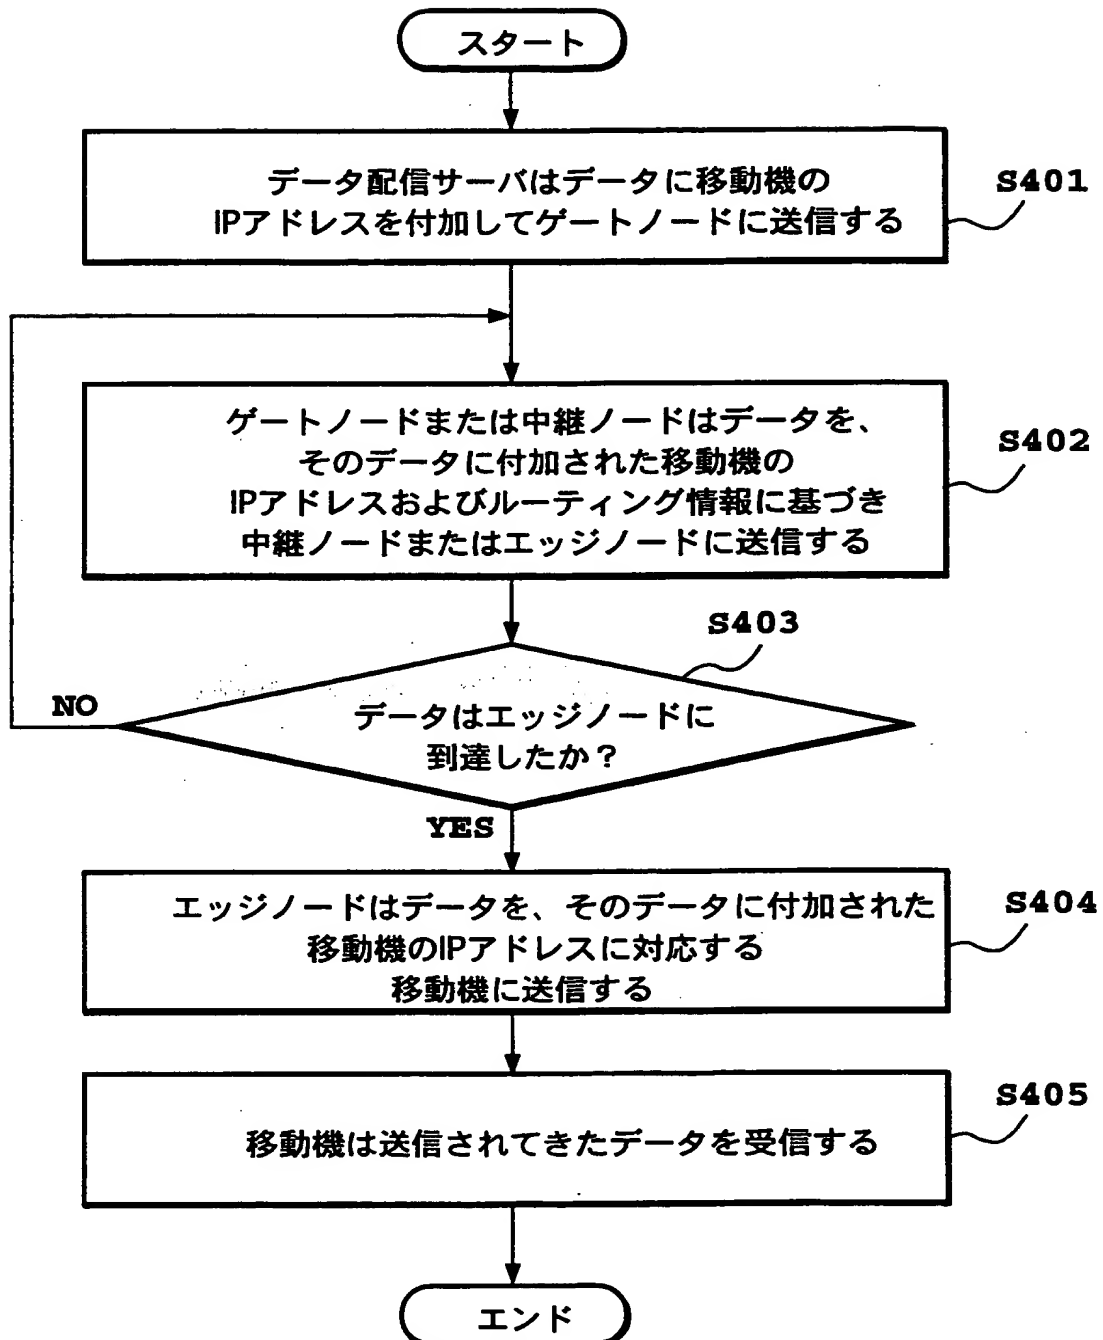 スタート
データ配信サーバはデータに移動機の
IPアドレスを付加してゲートノードに送信する
S401
ゲートノードまたは中継ノードはデータを、
そのデータに付加された移動機の
IPアドレスおよびルーティング情報に基づき
中継ノードまたはエッジノードに送信する
S402
S403
データはエッジノードに
到達したか？
NO
YES
エッジノードはデータを、そのデータに付加された
移動機のIPアドレスに対応する
移動機に送信する
S404
移動機は送信されてきたデータを受信する
S405
エンド